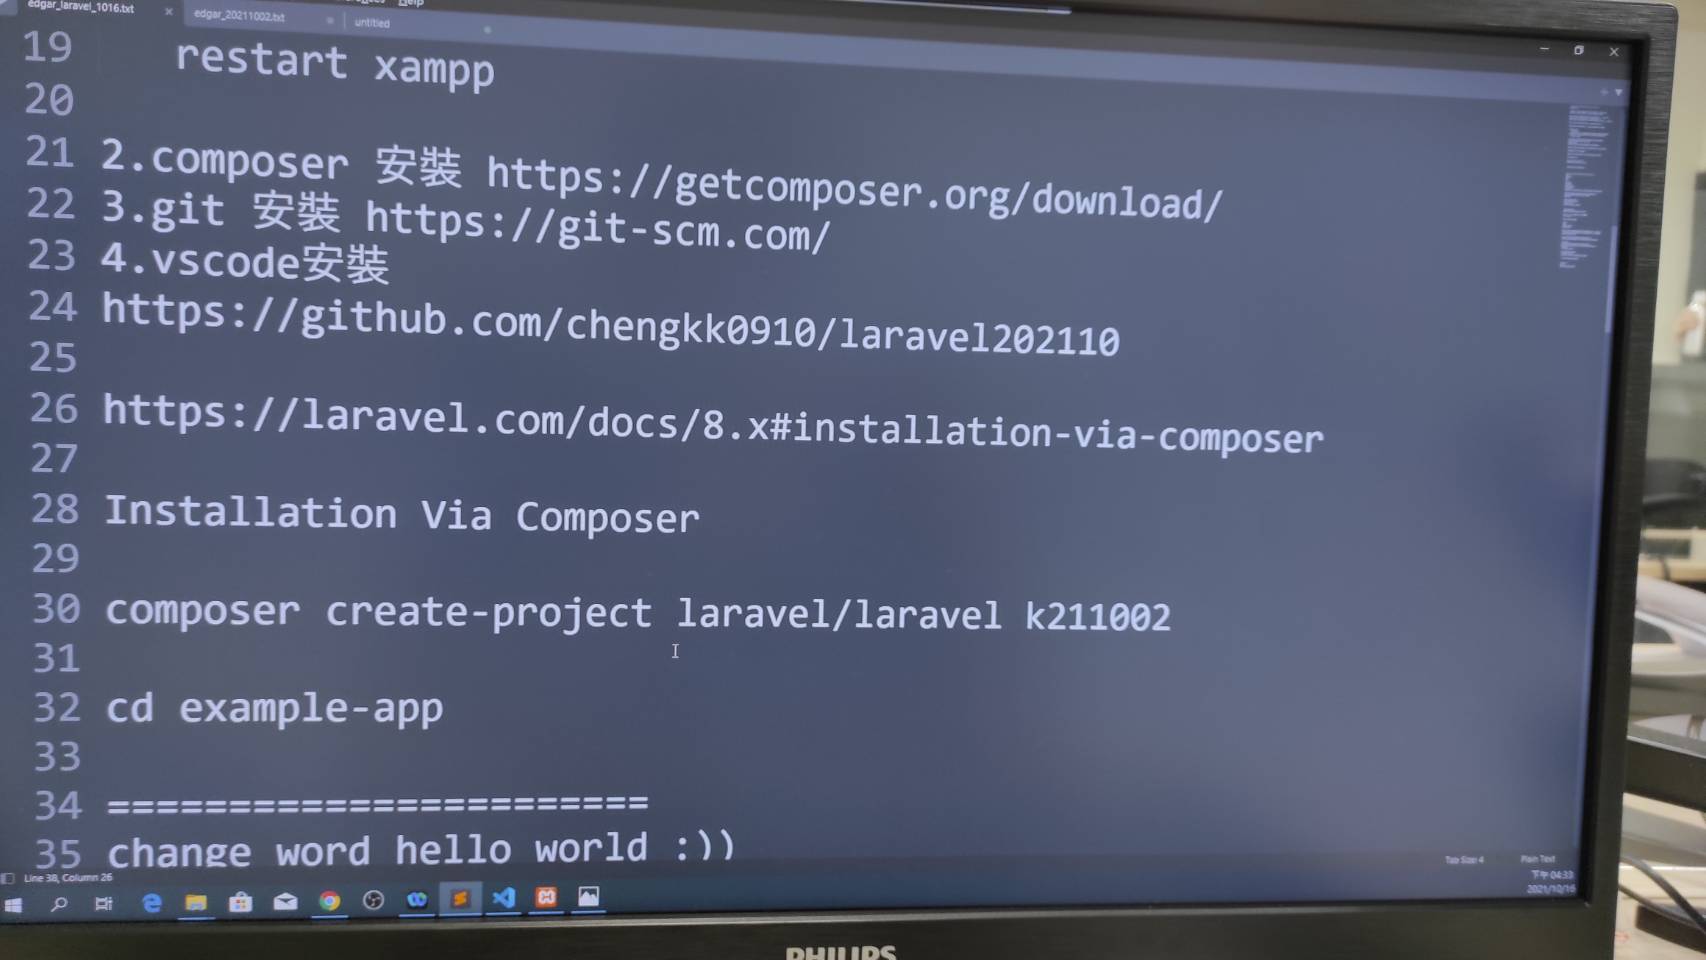 Help
edgar_laravel_1016.txt
edgar_20211002.txt
untitled
19 restart xampp
20
21 2.composer 安裝 https://getcomposer.org/download/
22 3.git 安裝 https://git-scm.com/
23 4.vscode安裝
24 https://github.com/chengkk0910/laravel202110
25
26 https://laravel.com/docs/8.x#installation-via-composer
27
28 Installation Via Composer
29
30 composer create-project laravel/laravel k211002
31
32 cd example-app
33
34 ======================
35 change word hello world :))
Line 38, Column 26
Tab Size 4
Plain Text
下午 04:33
2021/10/16
PHILIPS